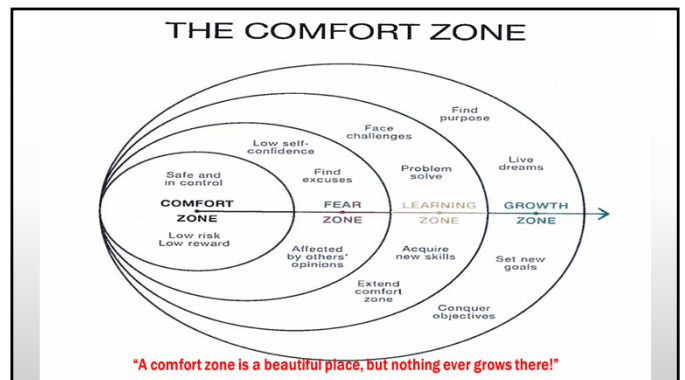 THE COMFORT ZONE
Safe and
in control
COMFORT
ZONE
Low risk
Low reward
Low self-
confidence
Find
excuses
FEAR
ZONE
Affected
by others'
opinions
Face
challenges
Problem
solve
LEARNING
ZONE
Acquire
new skills
Extend
comfort
zone
Find
purpose
Live
dreams
GROWTH
ZONE
Set new
goals
Conquer
objectives
“A comfort zone is a beautiful place, but nothing ever grows there!”